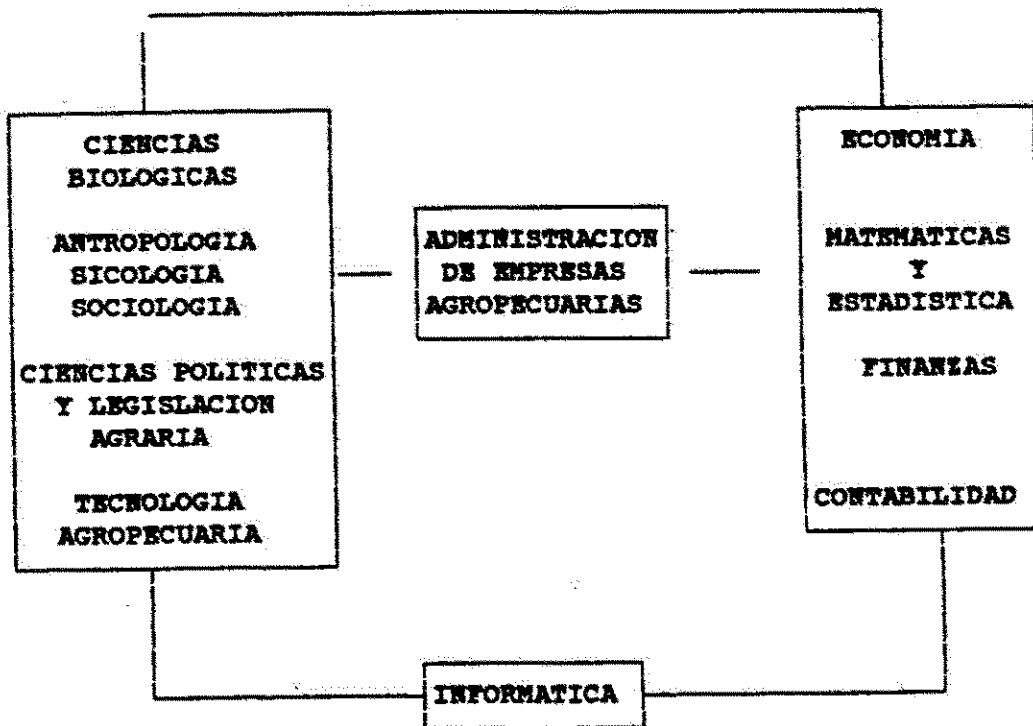 CIENCIAS
BIOLOGICAS
ANTROPOLOGIA
SICOLOGIA
SOCIOLOGIA
CIENCIAS POLITICAS
Y LEGISLACION
AGRARIA
TECNOLOGIA
AGROPECUARIA
ADMINISTRACION
DE EMPRESAS
AGROPECUARIAS
ECONOMIA
MATEMATICAS
Y
ESTADISTICA
FINANZAS
CONTABILIDAD
INFORMATICA